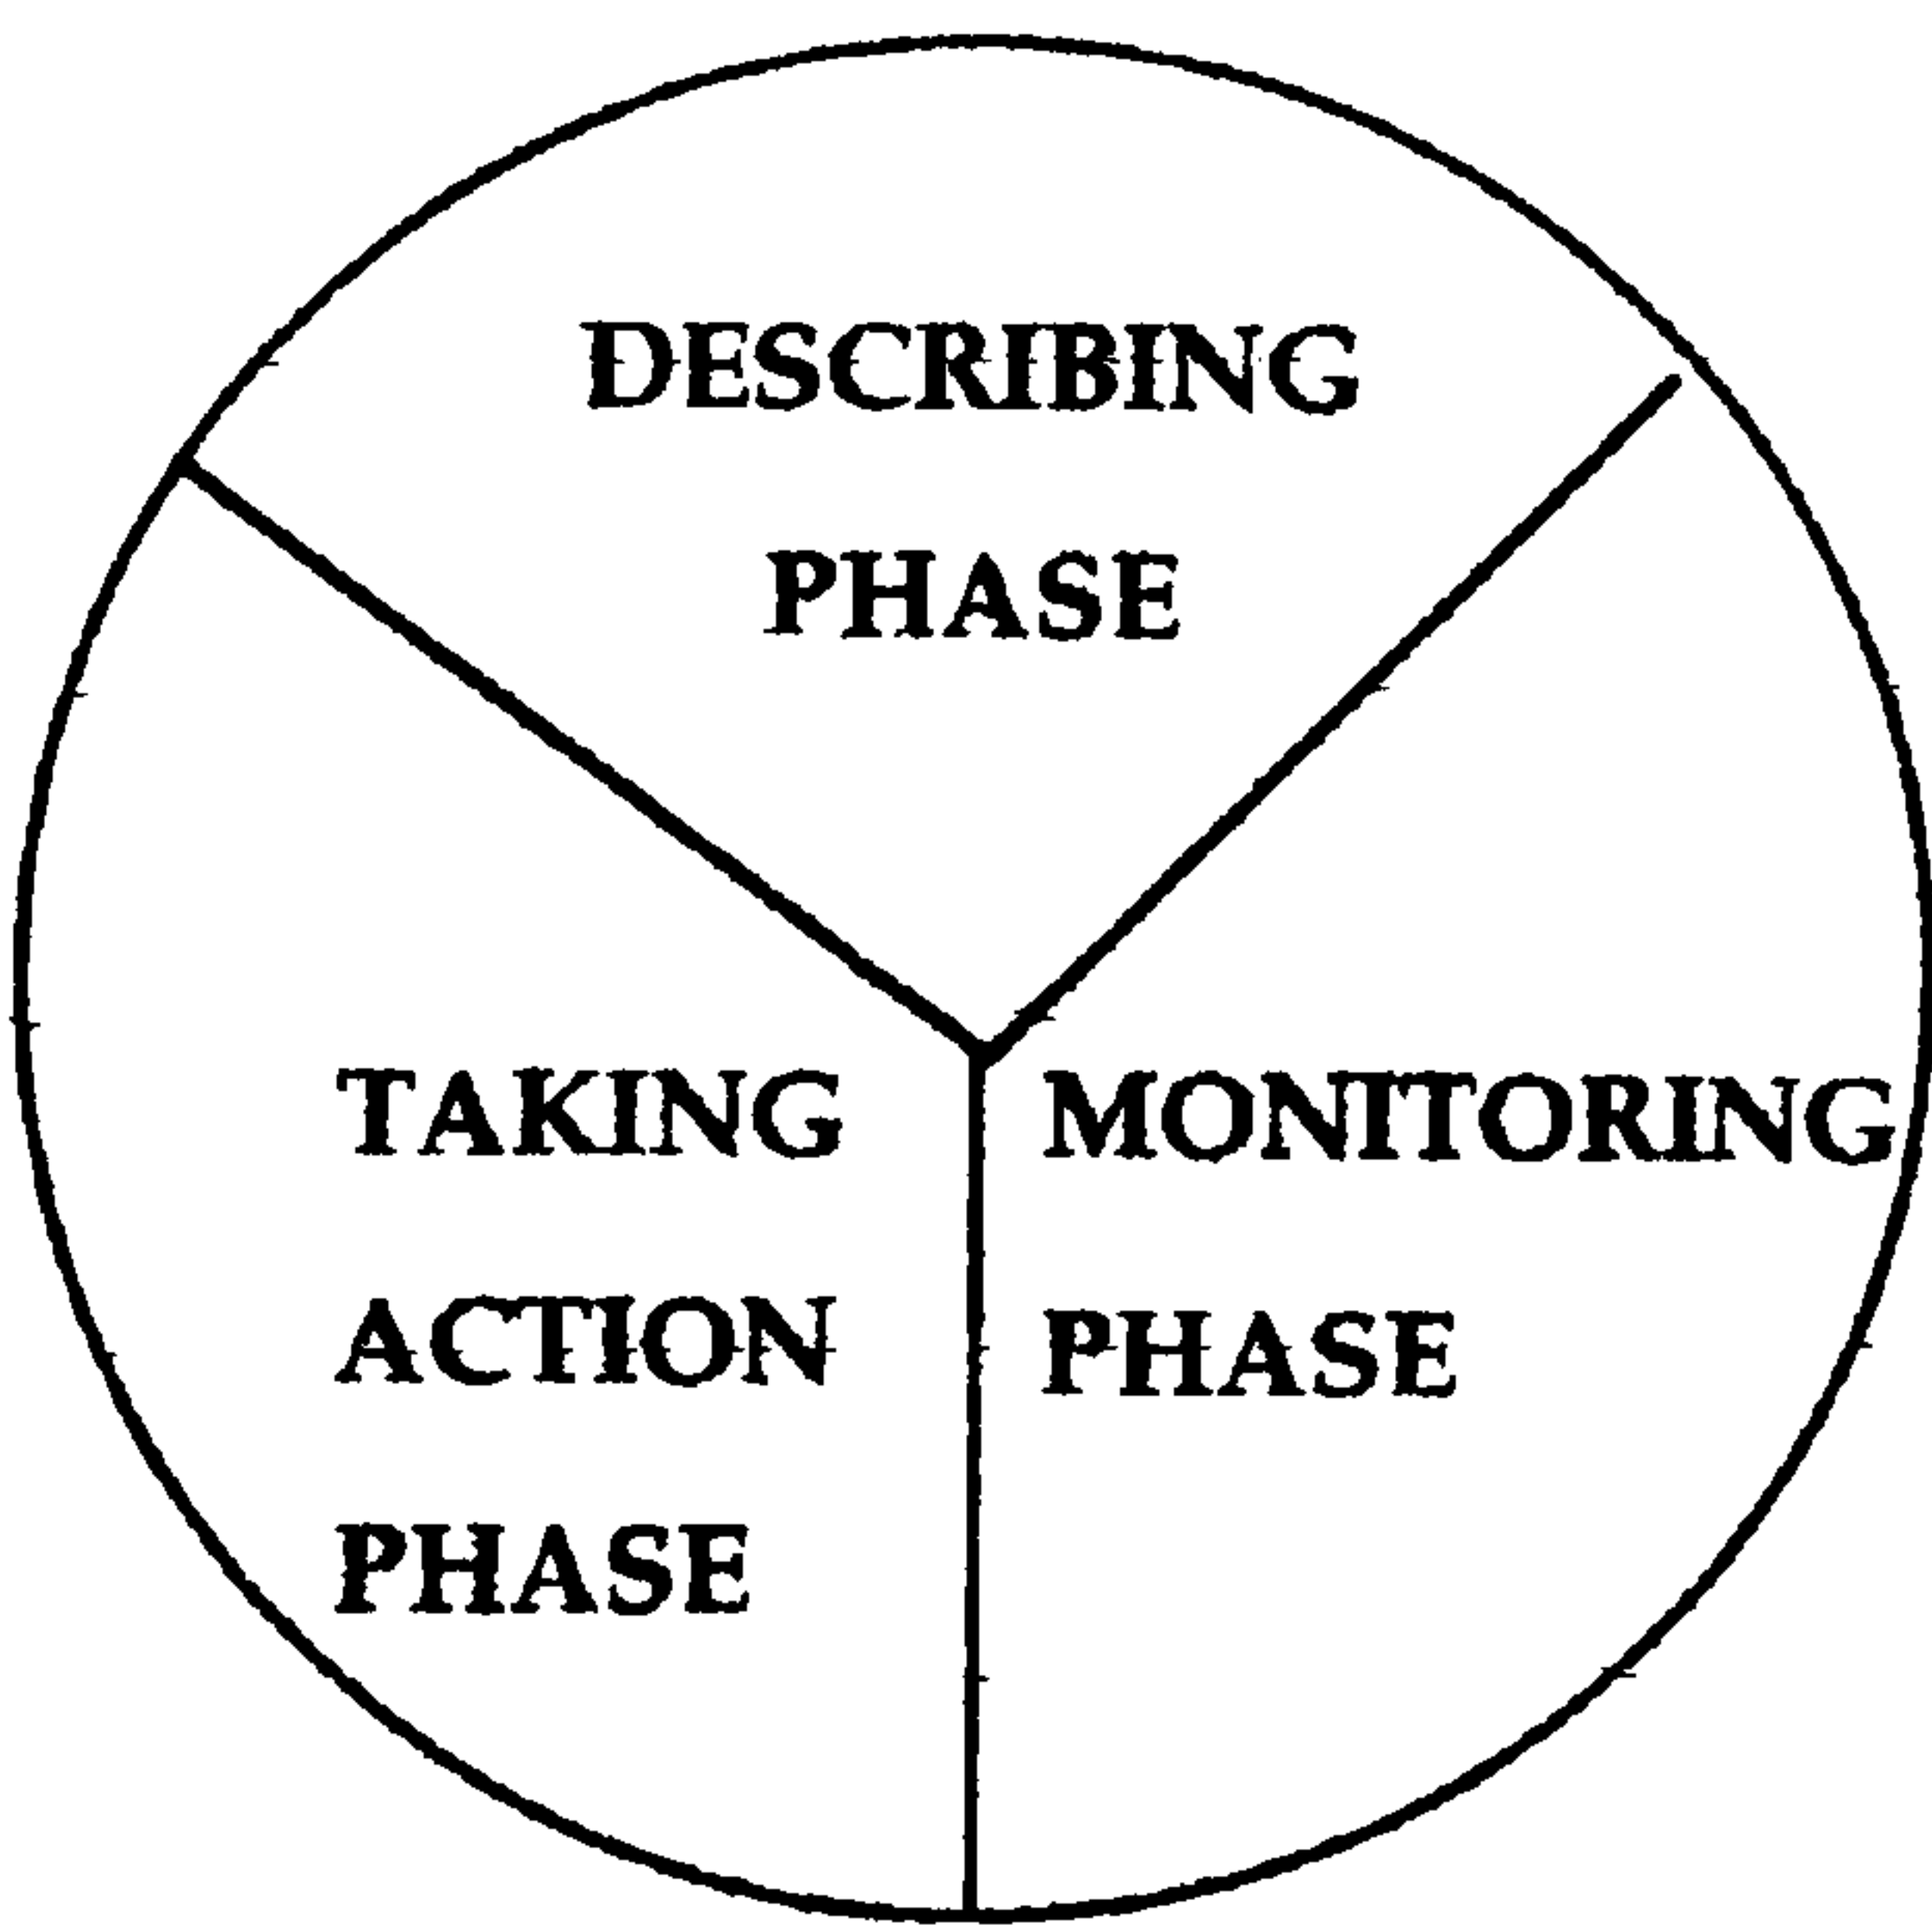 DESCRIBING
PHASE
TAKING
ACTION
PHASE
MONITORING
PHASE